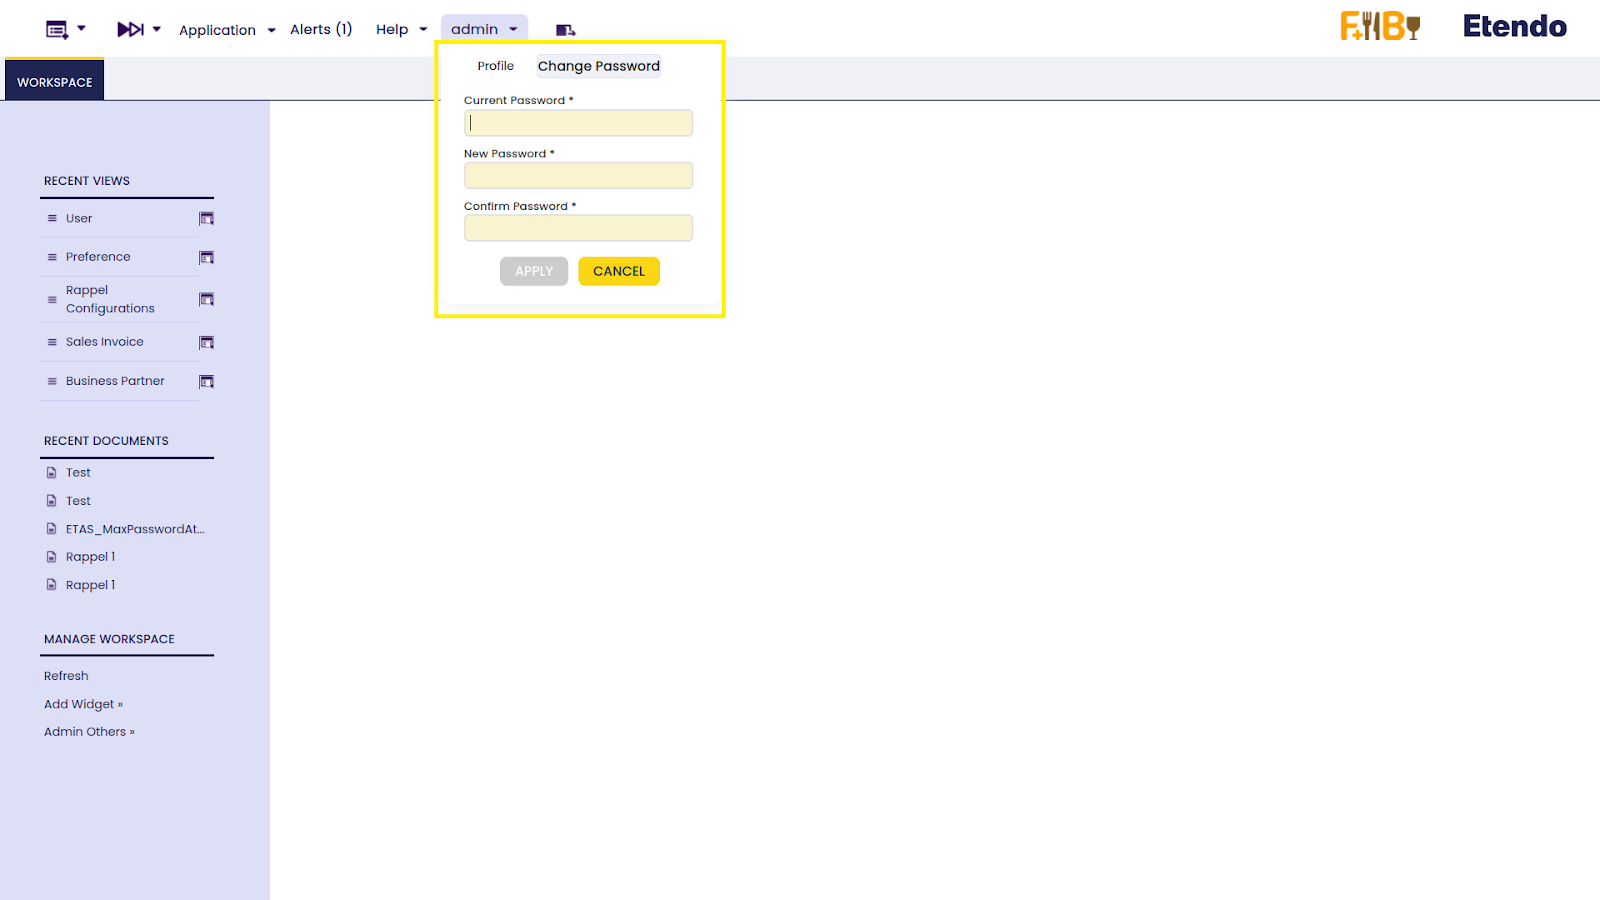 Application
Alerts (1)
Help
admin
F+IB
Etendo
WORKSPACE
Profile
Change Password
Current Password *
New Password *
Confirm Password *
APPLY
CANCEL
RECENT VIEWS
User
Preference
Rappel
Configurations
Sales Invoice
Business Partner
RECENT DOCUMENTS
Test
Test
ETAS_MaxPasswordAt...
Rappel 1
Rappel 1
MANAGE WORKSPACE
Refresh
Add Widget »
Admin Others »